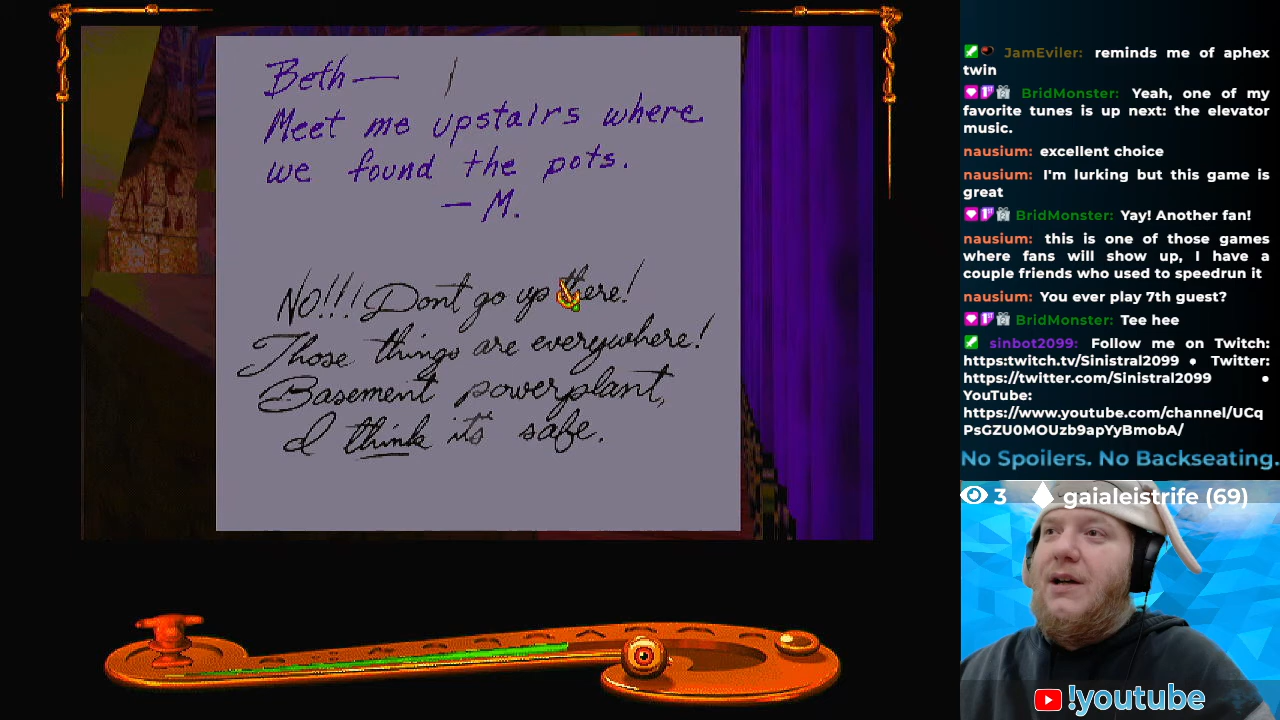 Beth —
Meet me upstairs where
we found the pots.
— M.
NO!!! Dont go up there!
Those things are everywhere!
Basement powerplant,
I think it's safe.
JamEviler: reminds me of aphex
twin
BridMonster: Yeah, one of my
favorite tunes is up next: the elevator
music.
nausium: excellent choice
nausium: I'm lurking but this game is
great
BridMonster: Yay! Another fan!
nausium: this is one of those games
where fans will show up, I have a
couple friends who used to speedrun it
nausium: You ever play 7th guest?
BridMonster: Tee hee
sinbot2099: Follow me on Twitch:
https:twitch.tv/Sinistral2099 ● Twitter:
https://twitter.com/Sinistral2099 ●
YouTube:
https://www.youtube.com/channel/UCq
PsGZU0MOUzb9apYyBmobA/
No Spoilers. No Backseating.
3 gaialeistrife (69)
!youtube